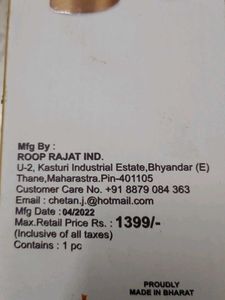 Mfg By :
ROOP RAJAT IND.
U-2, Kasturi Industrial Estate,Bhyandar (E)
Thane,Maharastra.Pin-401105
Customer Care No. +91 8879 084 363
Email : chetan.j.@hotmail.com
Mfg Date : 04/2022
Max.Retail Price Rs. : 1399/-
(Inclusive of all taxes)
Contains : 1 pc
PROUDLY
MADE IN BHARAT